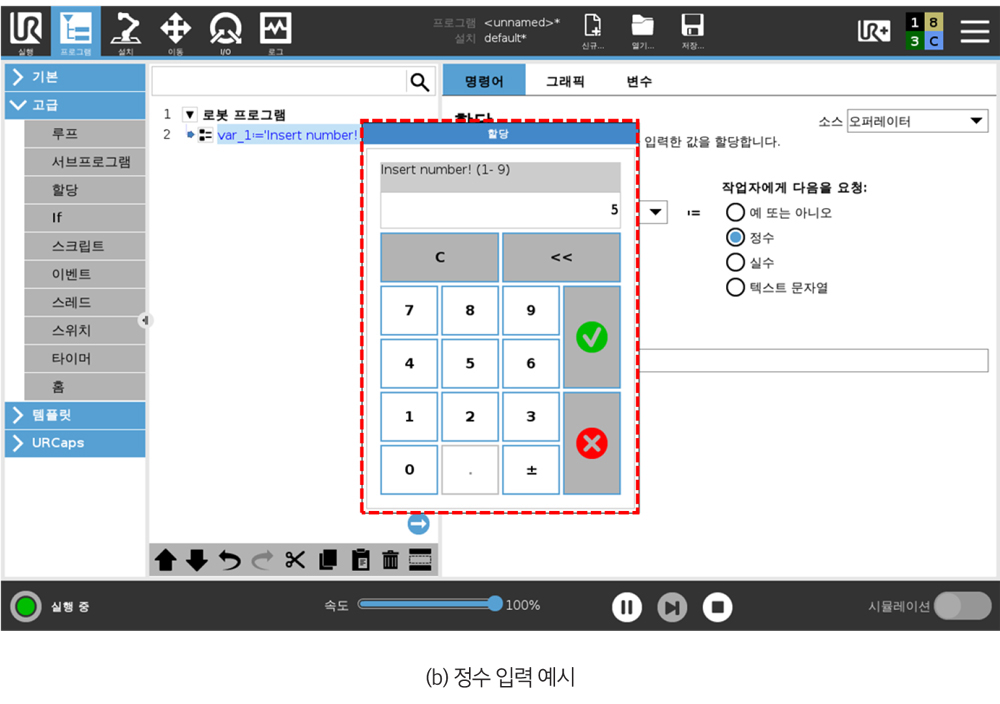 UR 실행
프로그램
설치
이동
I/O
로그
프로그램 <unnamed>*
설치 default*
신규...
열기...
저장...
UR+
1 8
3 C
기본
고급
루프
서브프로그램
할당
If
스크립트
이벤트
스레드
스위치
타이머
홈
템플릿
URCaps
1 ▼ 로봇 프로그램
2 var_1≔'Insert number!
명령어 그래픽 변수
할당
소스 오퍼레이터
입력한 값을 할당합니다.
작업자에게 다음을 요청:
≔
예 또는 아니오
정수
실수
텍스트 문자열
할당
Insert number! (1- 9)
5
C <<
7 8 9
4 5 6
1 2 3
0 . ±
실행 중
속도 100%
시뮬레이션
(b) 정수 입력 예시